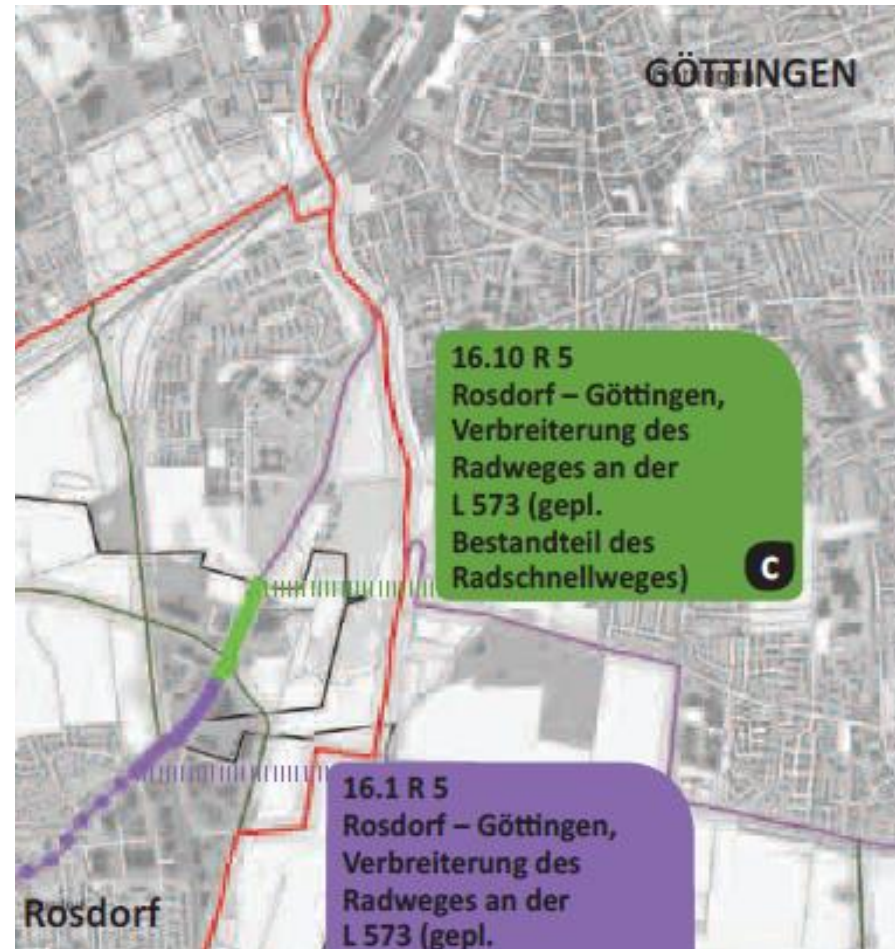 GÖTTINGEN
16.10 R 5
Rosdorf – Göttingen,
Verbreiterung des
Radweges an der
L 573 (gepl.
Bestandteil des
Radschnellweges)
C
16.1 R 5
Rosdorf – Göttingen,
Verbreiterung des
Radweges an der
L 573 (gepl.
Rosdorf